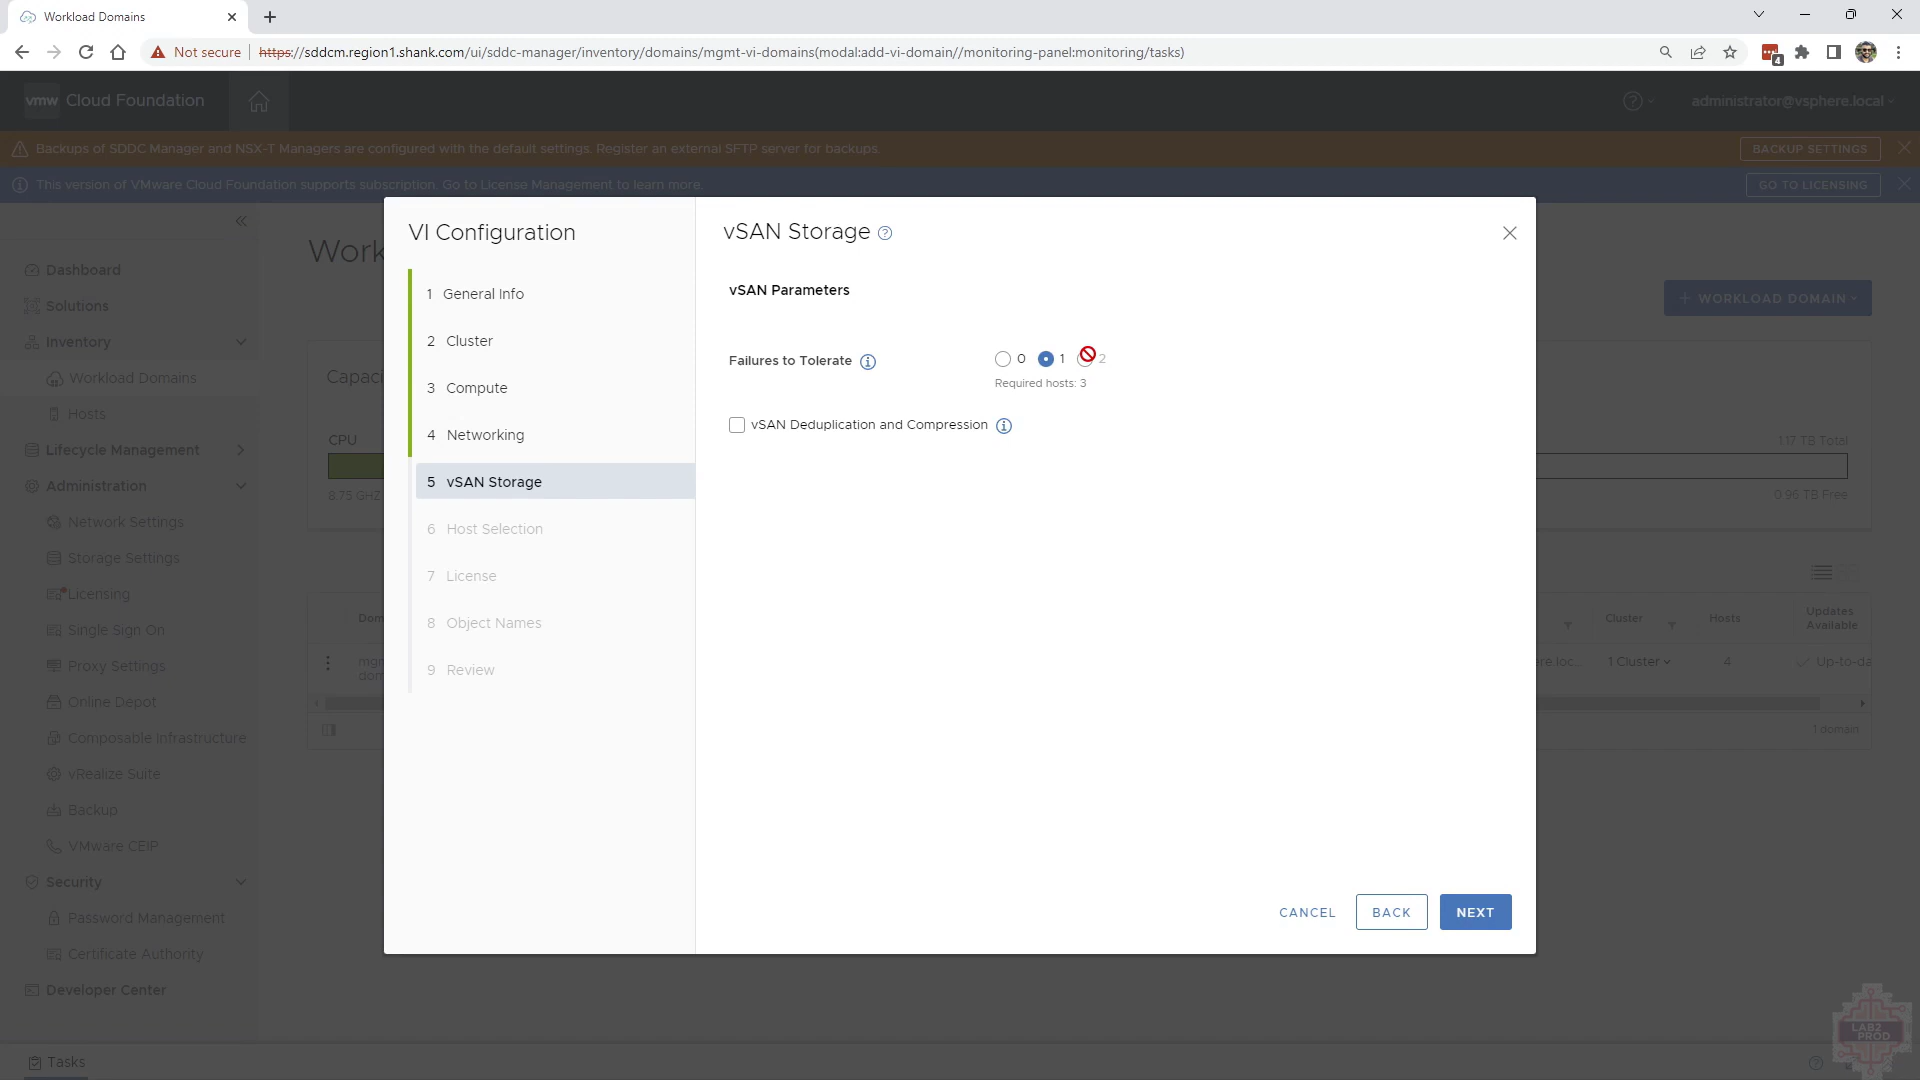 Workload Domains
Not secure
https://sddcm.region1.shank.com/ui/sddc-manager/inventory/domains/mgmt-vi-domains(modal:add-vi-domain//monitoring-panel:monitoring/tasks)
4
vmw Cloud Foundation
administrator@vsphere.local
Backups of SDDC Manager and NSX-T Managers are configured with the default settings. Register an external SFTP server for backups.
BACKUP SETTINGS
This version of VMware Cloud Foundation supports subscription. Go to License Management to learn more.
GO TO LICENSING
Dashboard
Solutions
Inventory
Workload Domains
Hosts
Lifecycle Management
Administration
Network Settings
Storage Settings
Licensing
Single Sign On
Proxy Settings
Online Depot
Composable Infrastructure
vRealize Suite
Backup
VMware CEIP
Security
Password Management
Certificate Authority
Developer Center
Tasks
Work
+ WORKLOAD DOMAIN
Capaci
CPU
8.75 GHZ
1.17 TB Total
0.96 TB Free
Dom
Cluster
Hosts
Updates
Available
mgm
dom
are.loc...
1 Cluster
4
Up-to-da
1 domain
VI Configuration
1 General Info
2 Cluster
3 Compute
4 Networking
5 vSAN Storage
6 Host Selection
7 License
8 Object Names
9 Review
vSAN Storage
vSAN Parameters
Failures to Tolerate
0
1
2
Required hosts: 3
vSAN Deduplication and Compression
CANCEL
BACK
NEXT
LAB2
PROD